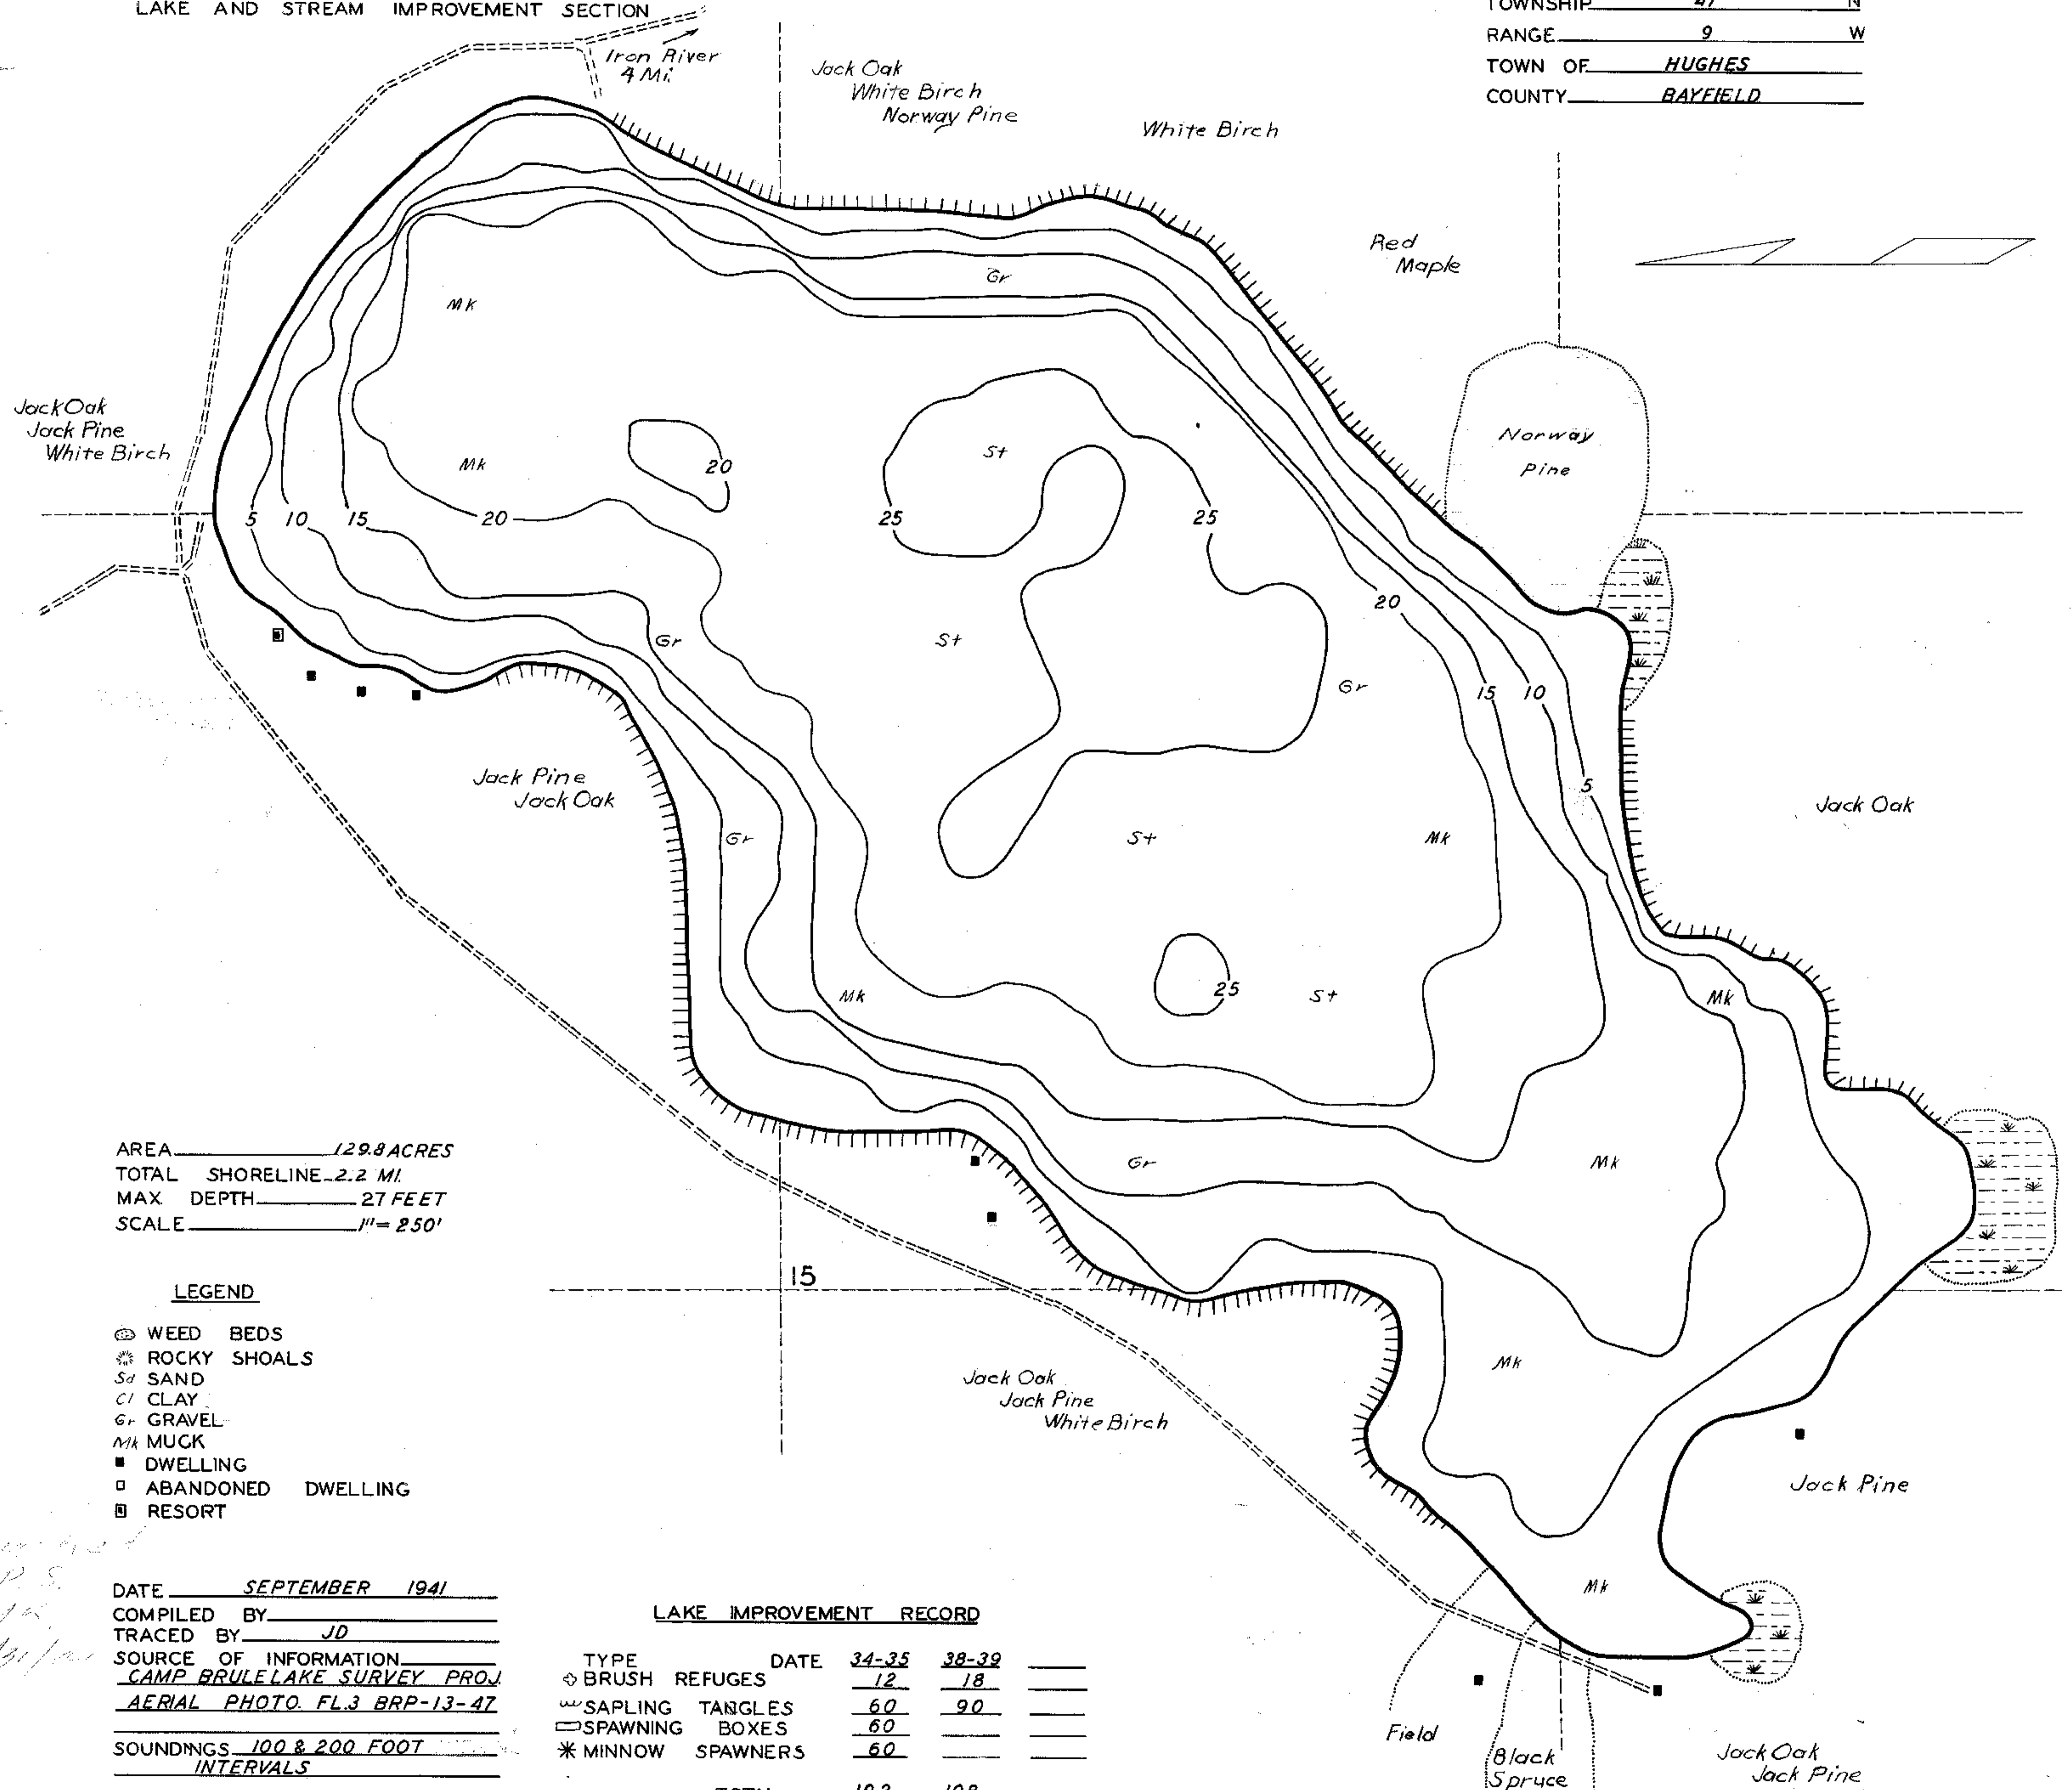 LAKE AND STREAM IMPROVEMENT SECTION
TOWNSHIP 47 N
RANGE 9 W
TOWN OF HUGHES
COUNTY BAYFIELD
Iron River
4 Mi.
Jack Oak
White Birch
Norway Pine
White Birch
Red
Maple
Gr
Mk
Jack Oak
Jack Pine
White Birch
Norway
Pine
Mk
20
St
5 10 15 20
25
25
20
Gr
St
Gr
15 10
Jack Pine
Jack Oak
5
Jack Oak
Gr
St
Mk
Mk
25
St
Mk
AREA 129.8 ACRES
TOTAL SHORELINE 2.2 MI.
MAX. DEPTH 27 FEET
SCALE 1"= 250'
Gr
Mk
15
LEGEND
WEED BEDS
ROCKY SHOALS
Sd SAND
Cl CLAY
Gr GRAVEL
Mk MUCK
DWELLING
ABANDONED DWELLING
RESORT
Mk
Jack Oak
Jack Pine
White Birch
Jack Pine
Mk
DATE SEPTEMBER 1941
COMPILED BY
TRACED BY JD
SOURCE OF INFORMATION
CAMP BRULE LAKE SURVEY PROJ.
AERIAL PHOTO. FL.3 BRP-13-47
SOUNDINGS 100 & 200 FOOT
INTERVALS
LAKE IMPROVEMENT RECORD
TYPE DATE 34-35 38-39
BRUSH REFUGES 12 18
SAPLING TANGLES 60 90
SPAWNING BOXES 60
MINNOW SPAWNERS 60
Field
Black
Spruce
Jack Oak
Jack Pine